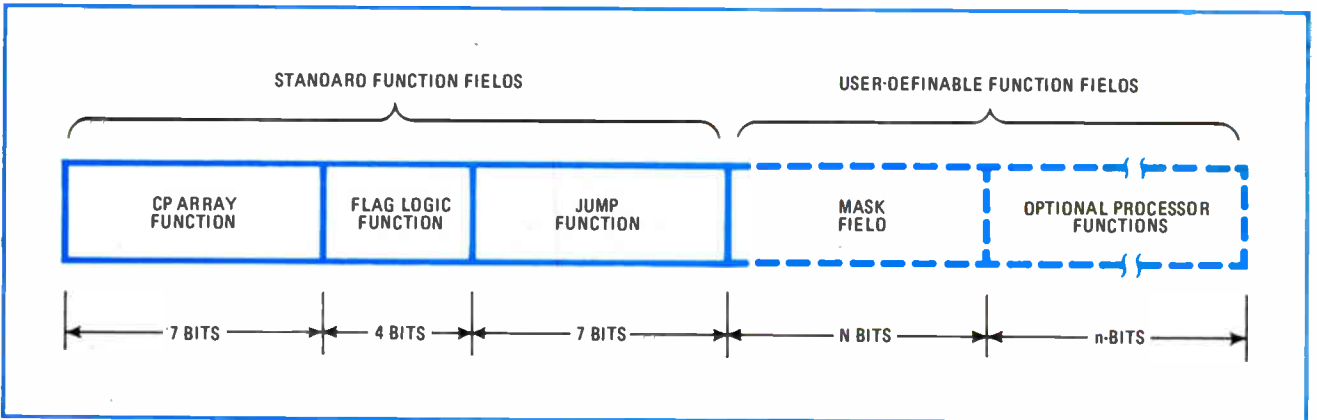 STANDARD FUNCTION FIELDS
USER-DEFINABLE FUNCTION FIELDS
CP ARRAY
FUNCTION
FLAG LOGIC
FUNCTION
JUMP
FUNCTION
MASK
FIELD
OPTIONAL PROCESSOR
FUNCTIONS
7 BITS
4 BITS
7 BITS
N BITS
n-BITS